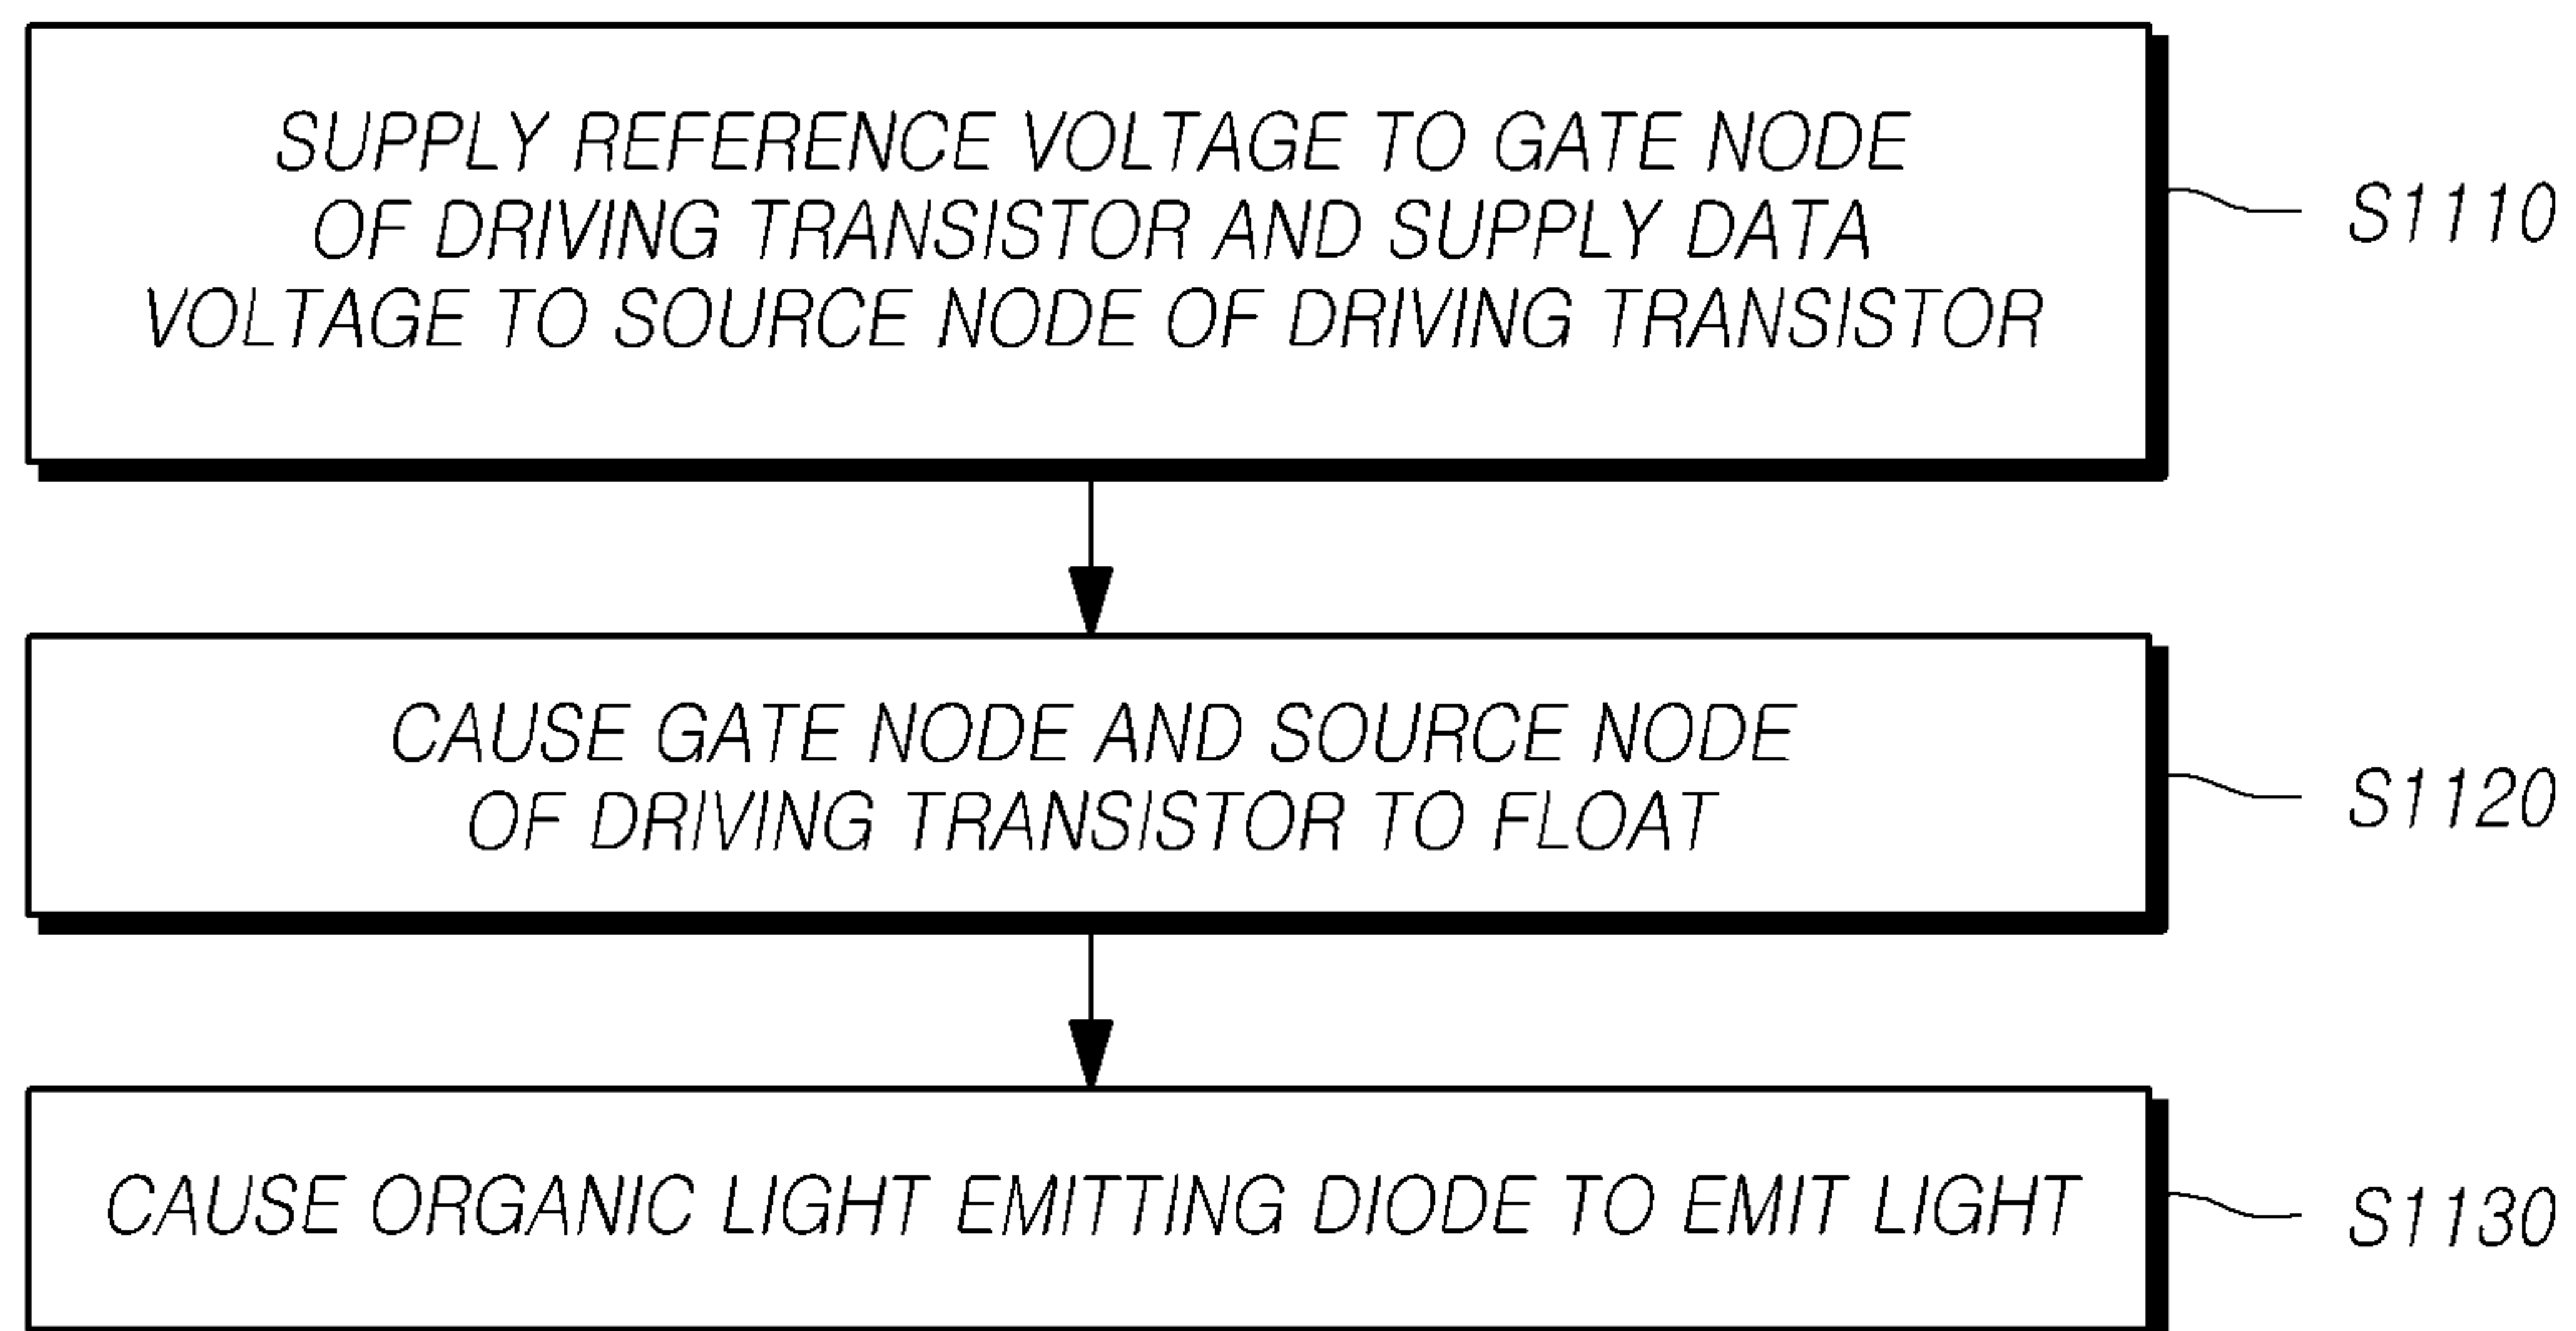 SUPPLY REFERENCE VOLTAGE TO GATE NODE
OF DRIVING TRANSISTOR AND SUPPLY DATA
VOLTAGE TO SOURCE NODE OF DRIVING TRANSISTOR
S1110
CAUSE GATE NODE AND SOURCE NODE
OF DRIVING TRANSISTOR TO FLOAT
S1120
CAUSE ORGANIC LIGHT EMITTING DIODE TO EMIT LIGHT
S1130